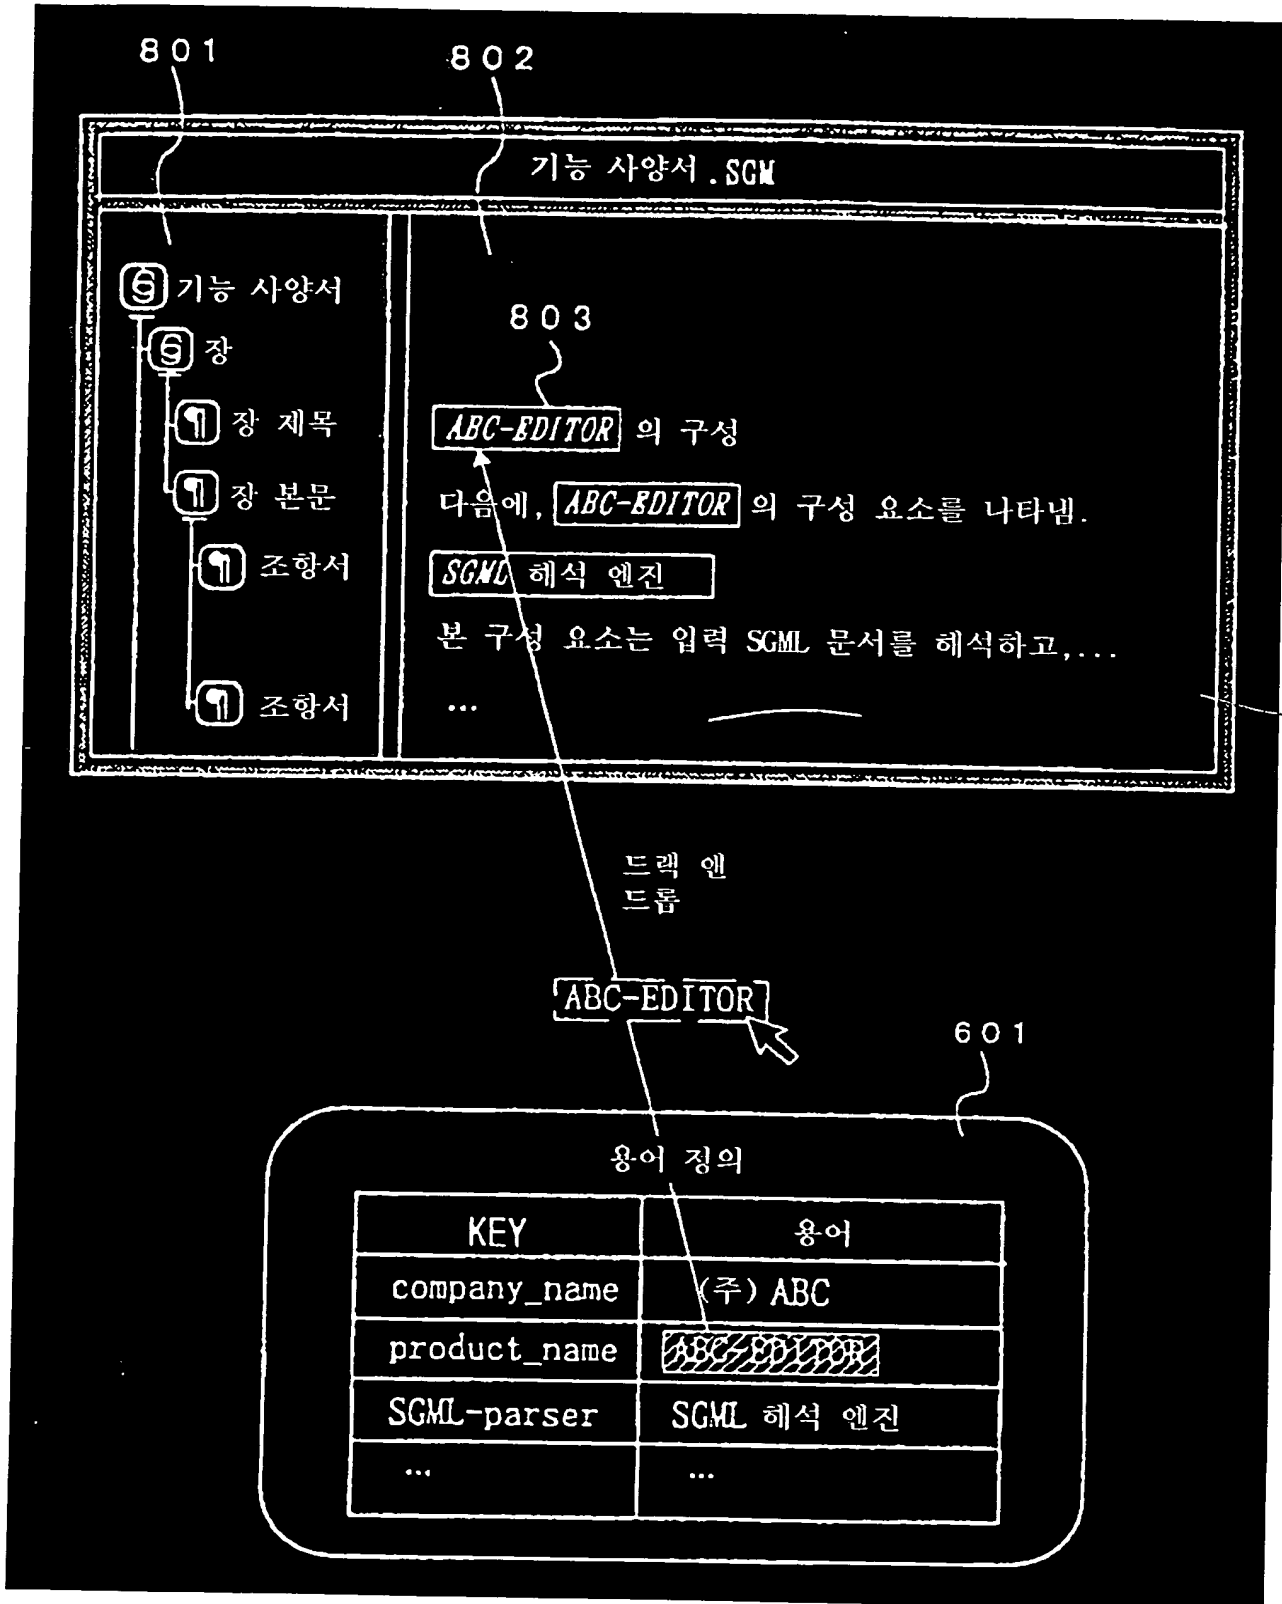 801
802
기능 사양서.SGM
기능 사양서
장
803
장 제목
ABC-EDITOR 의 구성
장 본문
다음에, ABC-EDITOR 의 구성 요소를 나타냄.
조항서
SGML 해석 엔진
본 구성 요소는 입력 SGML 문서를 해석하고,...
조항서
...
드랙 앤
드롭
ABC-EDITOR
601
용어 정의
KEY 용어
company_name (주) ABC
product_name ABC-EDITOR
SGML-parser SGML 해석 엔진
... ...